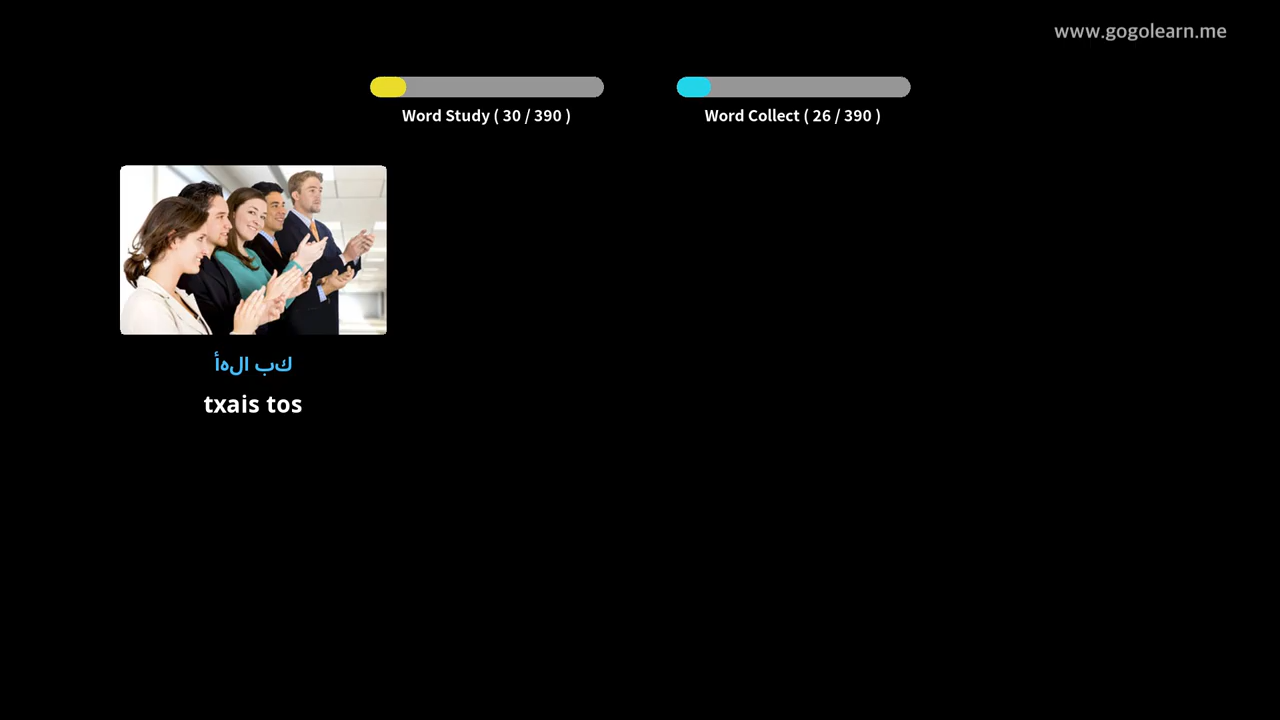 www.gogolearn.me
Word Study ( 30 / 390 )
Word Collect ( 26 / 390 )
كب الهأ
txais tos